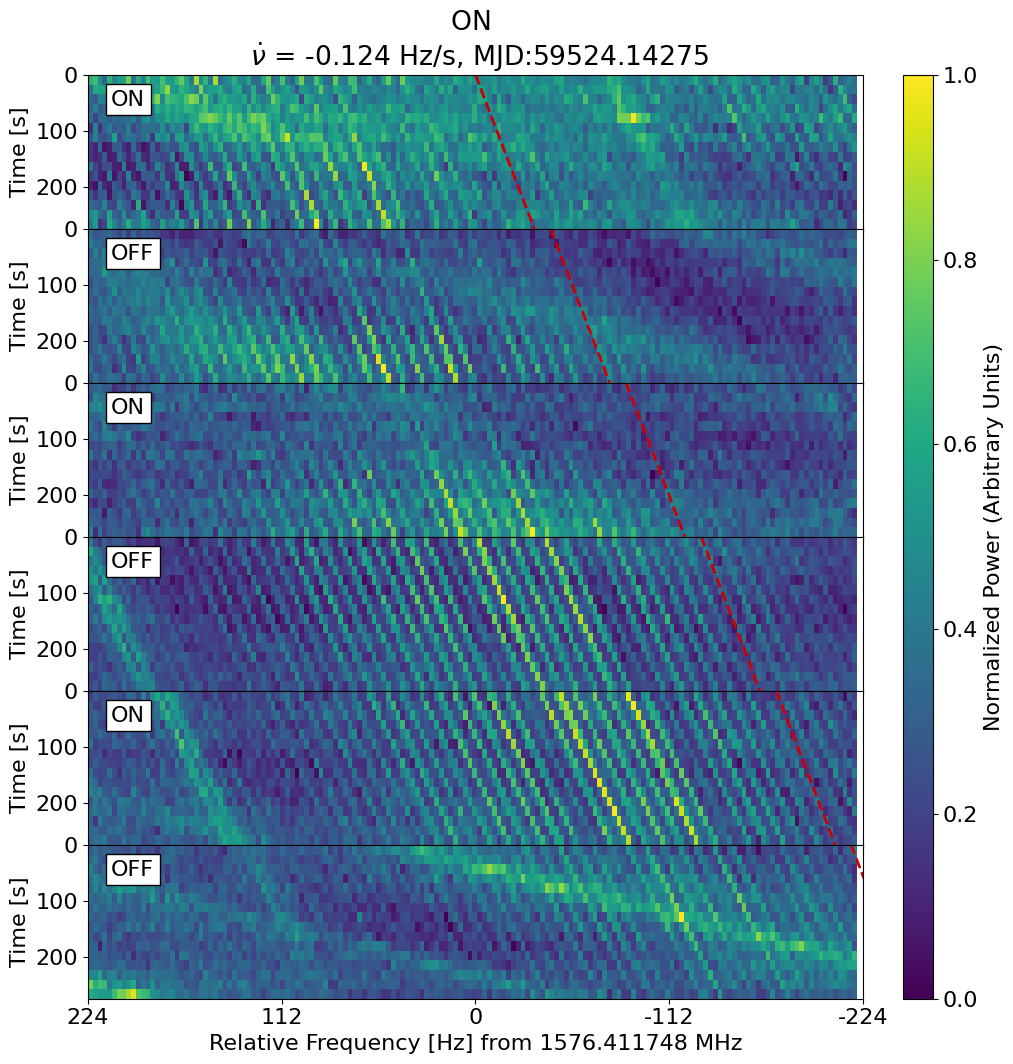 ON
ν̇ = -0.124 Hz/s, MJD:59524.14275
0
ON
100
200
Time [s]
0
OFF
100
200
Time [s]
0
ON
100
200
Time [s]
0
OFF
100
200
Time [s]
0
ON
100
200
Time [s]
0
OFF
100
200
Time [s]
224 112 0 -112 -224
Relative Frequency [Hz] from 1576.411748 MHz
1.0
0.8
0.6
0.4
0.2
0.0
Normalized Power (Arbitrary Units)